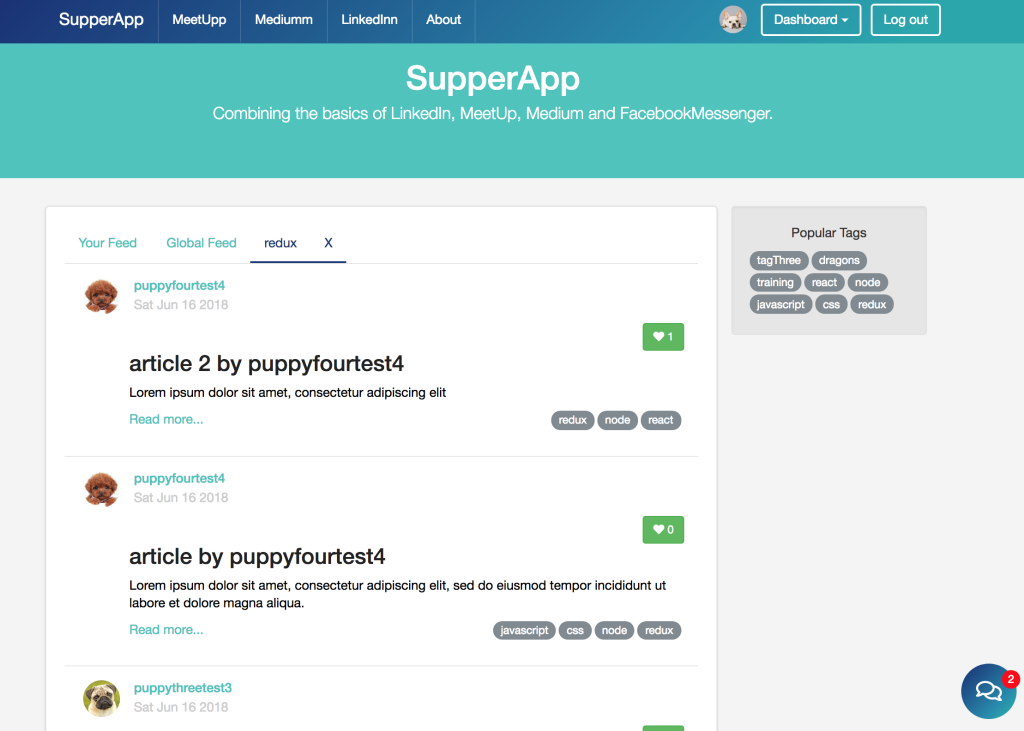 SupperApp MeetUpp Mediumm LinkedInn About Dashboard Log out
SupperApp
Combining the basics of LinkedIn, MeetUp, Medium and FacebookMessenger.
Your Feed Global Feed redux X
puppyfourtest4
Sat Jun 16 2018
1
article 2 by puppyfourtest4
Lorem ipsum dolor sit amet, consectetur adipiscing elit
Read more... redux node react
puppyfourtest4
Sat Jun 16 2018
0
article by puppyfourtest4
Lorem ipsum dolor sit amet, consectetur adipiscing elit, sed do eiusmod tempor incididunt ut
labore et dolore magna aliqua.
Read more... javascript css node redux
puppythreetest3
Sat Jun 16 2018
Popular Tags
tagThree dragons
training react node
javascript css redux
2